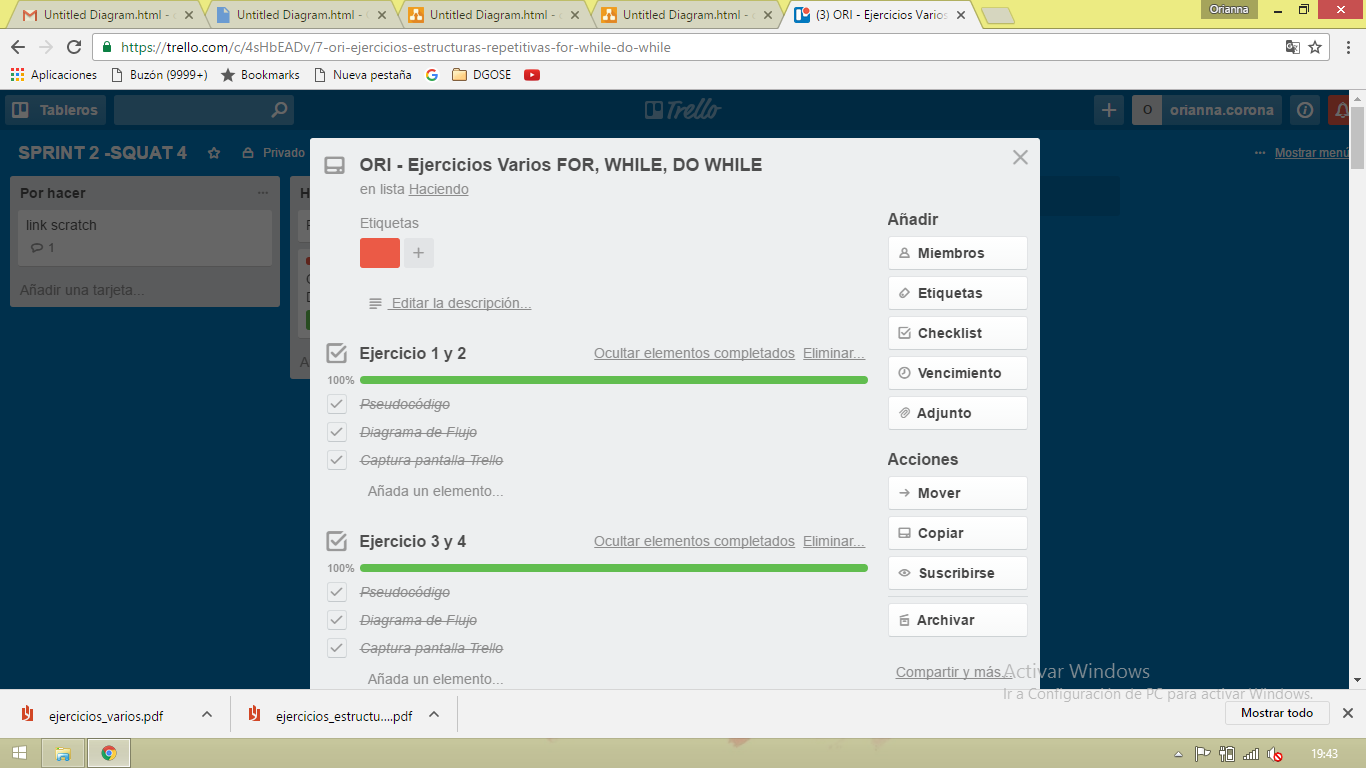 Untitled Diagram.html -
Untitled Diagram.html -
Untitled Diagram.html -
Untitled Diagram.html -
(3) ORI - Ejercicios Varios
Orianna
https://trello.com/c/4sHbEADv/7-ori-ejercicios-estructuras-repetitivas-for-while-do-while
Aplicaciones
Buzón (9999+)
Bookmarks
Nueva pestaña
DGOSE
Tableros
Trello
O
orianna.corona
SPRINT 2 -SQUAT 4
Privado
Mostrar menú
Por hacer
link scratch
1
Añadir una tarjeta...
ORI - Ejercicios Varios FOR, WHILE, DO WHILE
en lista Haciendo
Etiquetas
+
Editar la descripción...
Ejercicio 1 y 2
Ocultar elementos completados
Eliminar...
100%
Pseudocódigo
Diagrama de Flujo
Captura pantalla Trello
Añada un elemento...
Ejercicio 3 y 4
Ocultar elementos completados
Eliminar...
100%
Pseudocódigo
Diagrama de Flujo
Captura pantalla Trello
Añada un elemento...
Añadir
Miembros
Etiquetas
Checklist
Vencimiento
Adjunto
Acciones
Mover
Copiar
Suscribirse
Archivar
Compartir y más...
Activar Windows
Ir a Configuración de PC para activar Windows.
ejercicios_varios.pdf
ejercicios_estructu....pdf
Mostrar todo
19:43